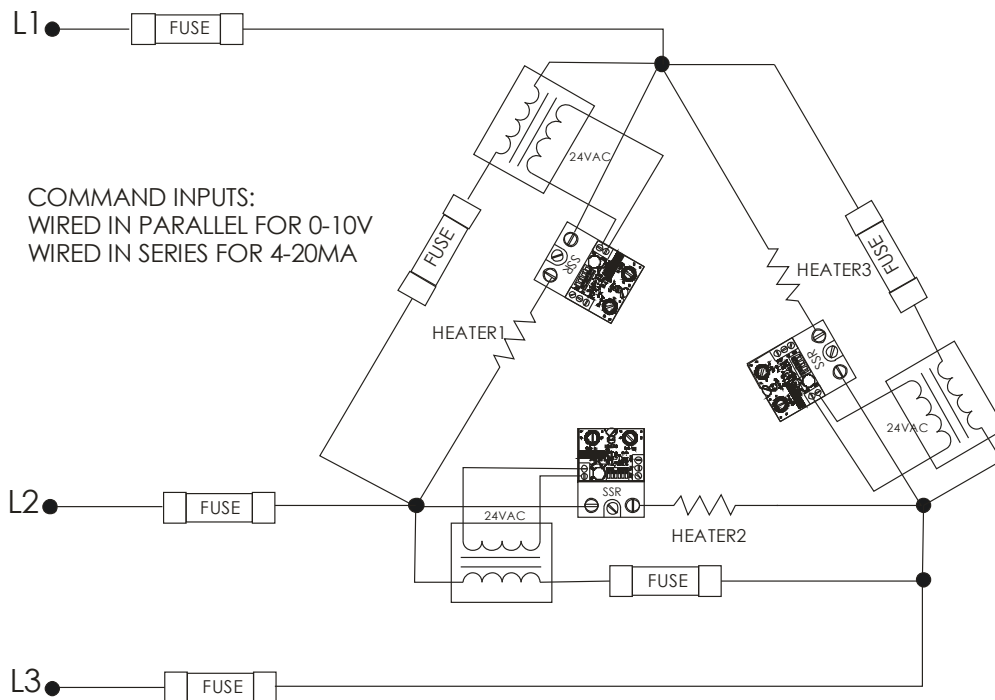 L1
FUSE
24VAC
COMMAND INPUTS:
WIRED IN PARALLEL FOR 0-10V
WIRED IN SERIES FOR 4-20MA
FUSE
SSR
HEATER1
HEATER3
FUSE
SSR
24VAC
L2
FUSE
24VAC
SSR
HEATER2
FUSE
L3
FUSE